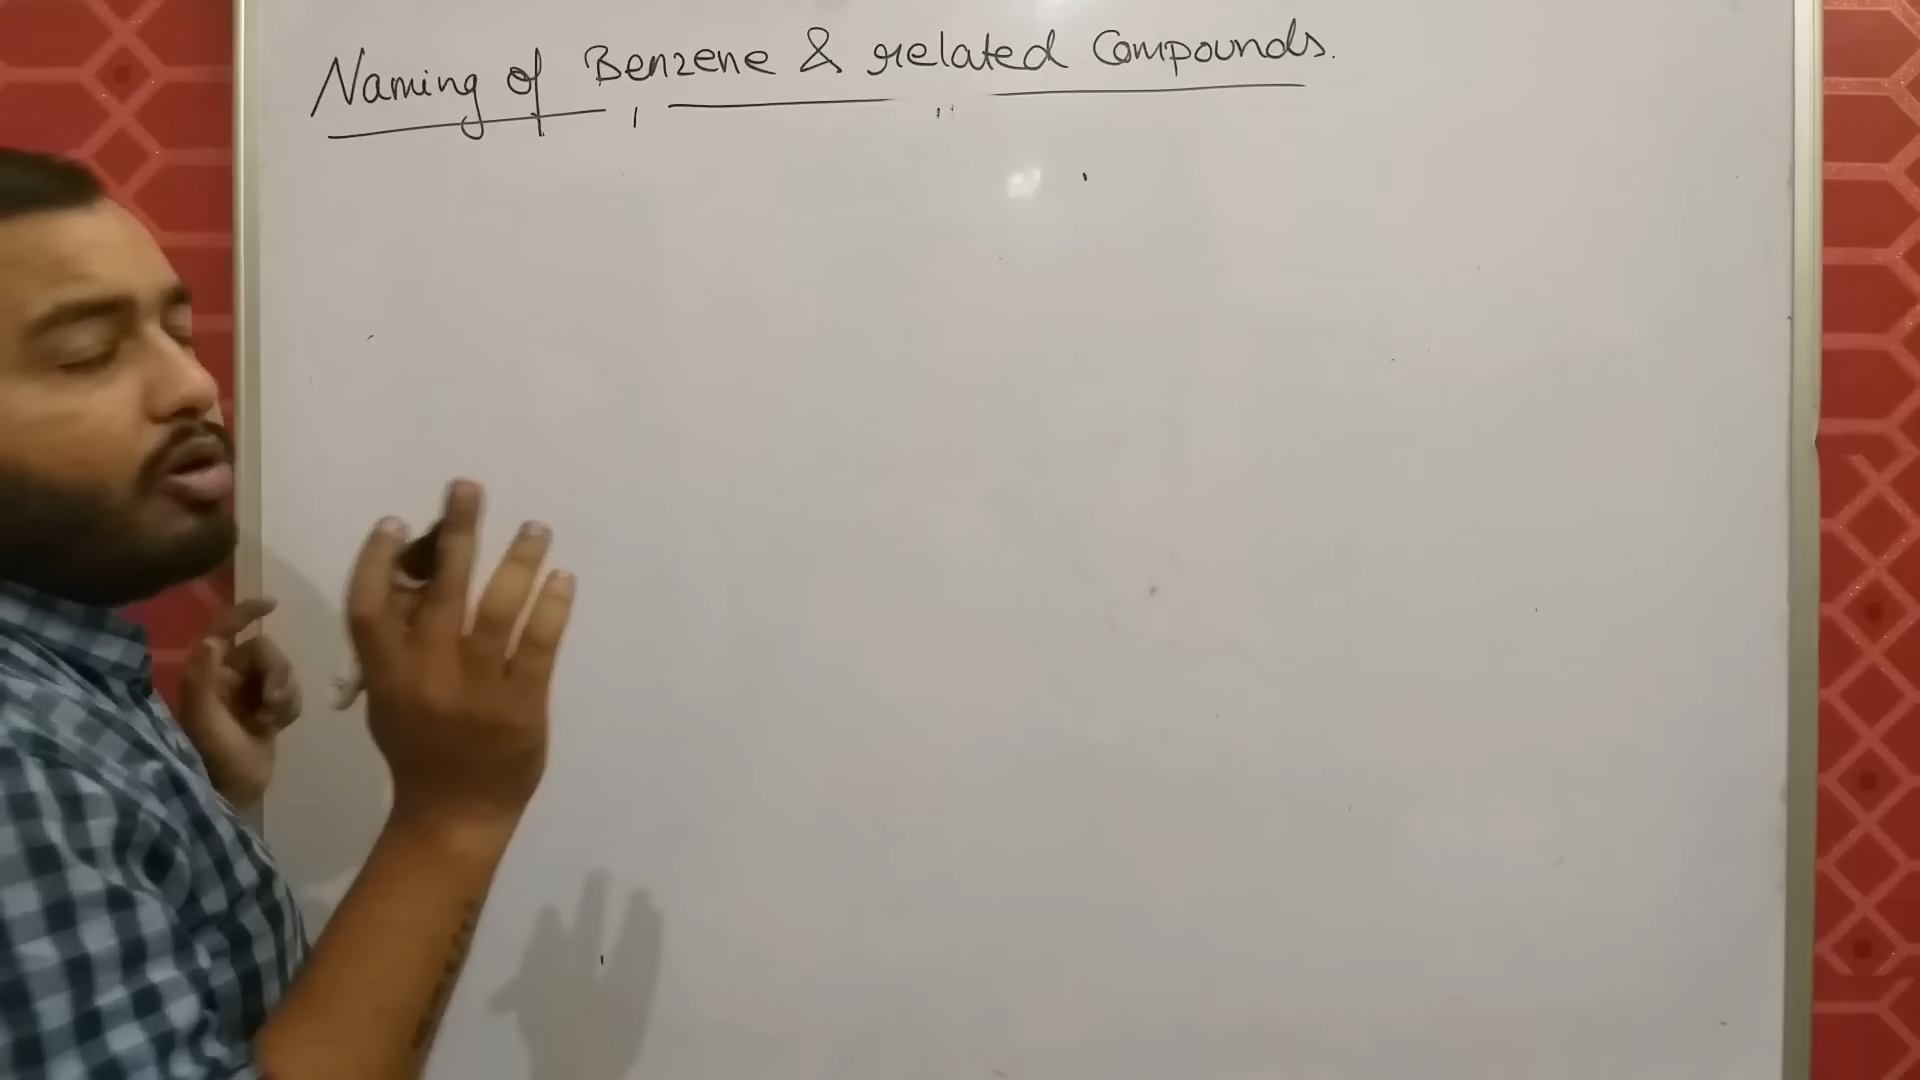 Naming of Benzene & related Compounds.